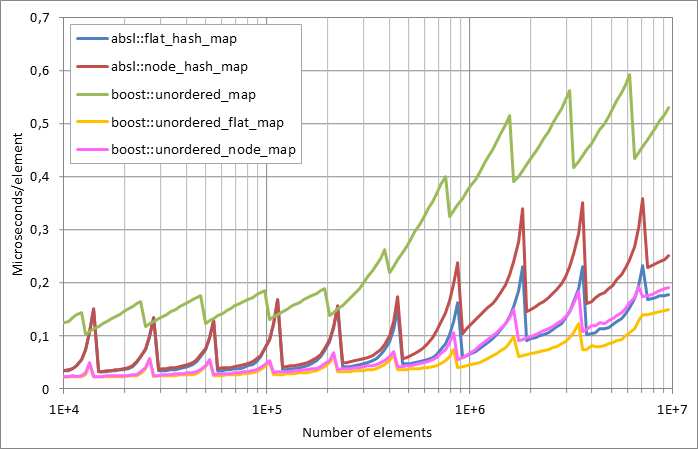 0,7
0,6
0,5
0,4
0,3
0,2
0,1
0
Microseconds/element
absl::flat_hash_map
absl::node_hash_map
boost::unordered_map
boost::unordered_flat_map
boost::unordered_node_map
1E+4
1E+5
1E+6
1E+7
Number of elements